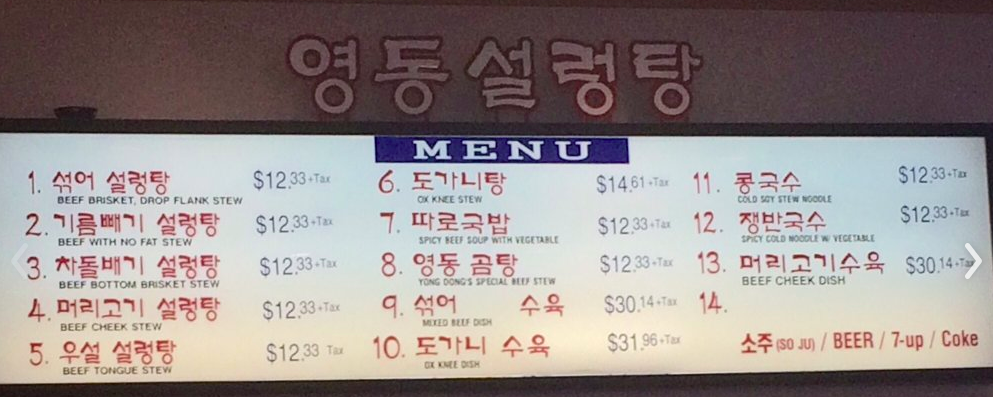 영동설렁탕
MENU
1. 섞어 설렁탕 $12.33+Tax
BEEF BRISKET, DROP FLANK STEW
2. 기름빼기 설렁탕 $12.33+Tax
BEEF WITH NO FAT STEW
3. 차돌배기 설렁탕 $12.33+Tax
BEEF BOTTOM BRISKET STEW
4. 머리고기 설렁탕 $12.33+Tax
BEEF CHEEK STEW
5. 우설 설렁탕 $12.33 Tax
BEEF TONGUE STEW
6. 도가니탕 $14.61+Tax
OX KNEE STEW
7. 따로국밥 $12.33+Tax
SPICY BEEF SOUP WITH VEGETABLE
8. 영동 곰탕 $12.33+Tax
YONG DONG'S SPECIAL BEEF STEW
9. 섞어 수육 $30.14+Tax
MIXED BEEF DISH
10. 도가니 수육 $31.96+Tax
OX KNEE DISH
11. 콩국수 $12.33+Tax
COLD SOY STEW NOODLE
12. 쟁반국수 $12.33+Tax
SPICY COLD NOODLE W/ VEGETABLE
13. 머리고기수육 $30.14+Tax
BEEF CHEEK DISH
14.
소주(SO JU) / BEER / 7-up / Coke